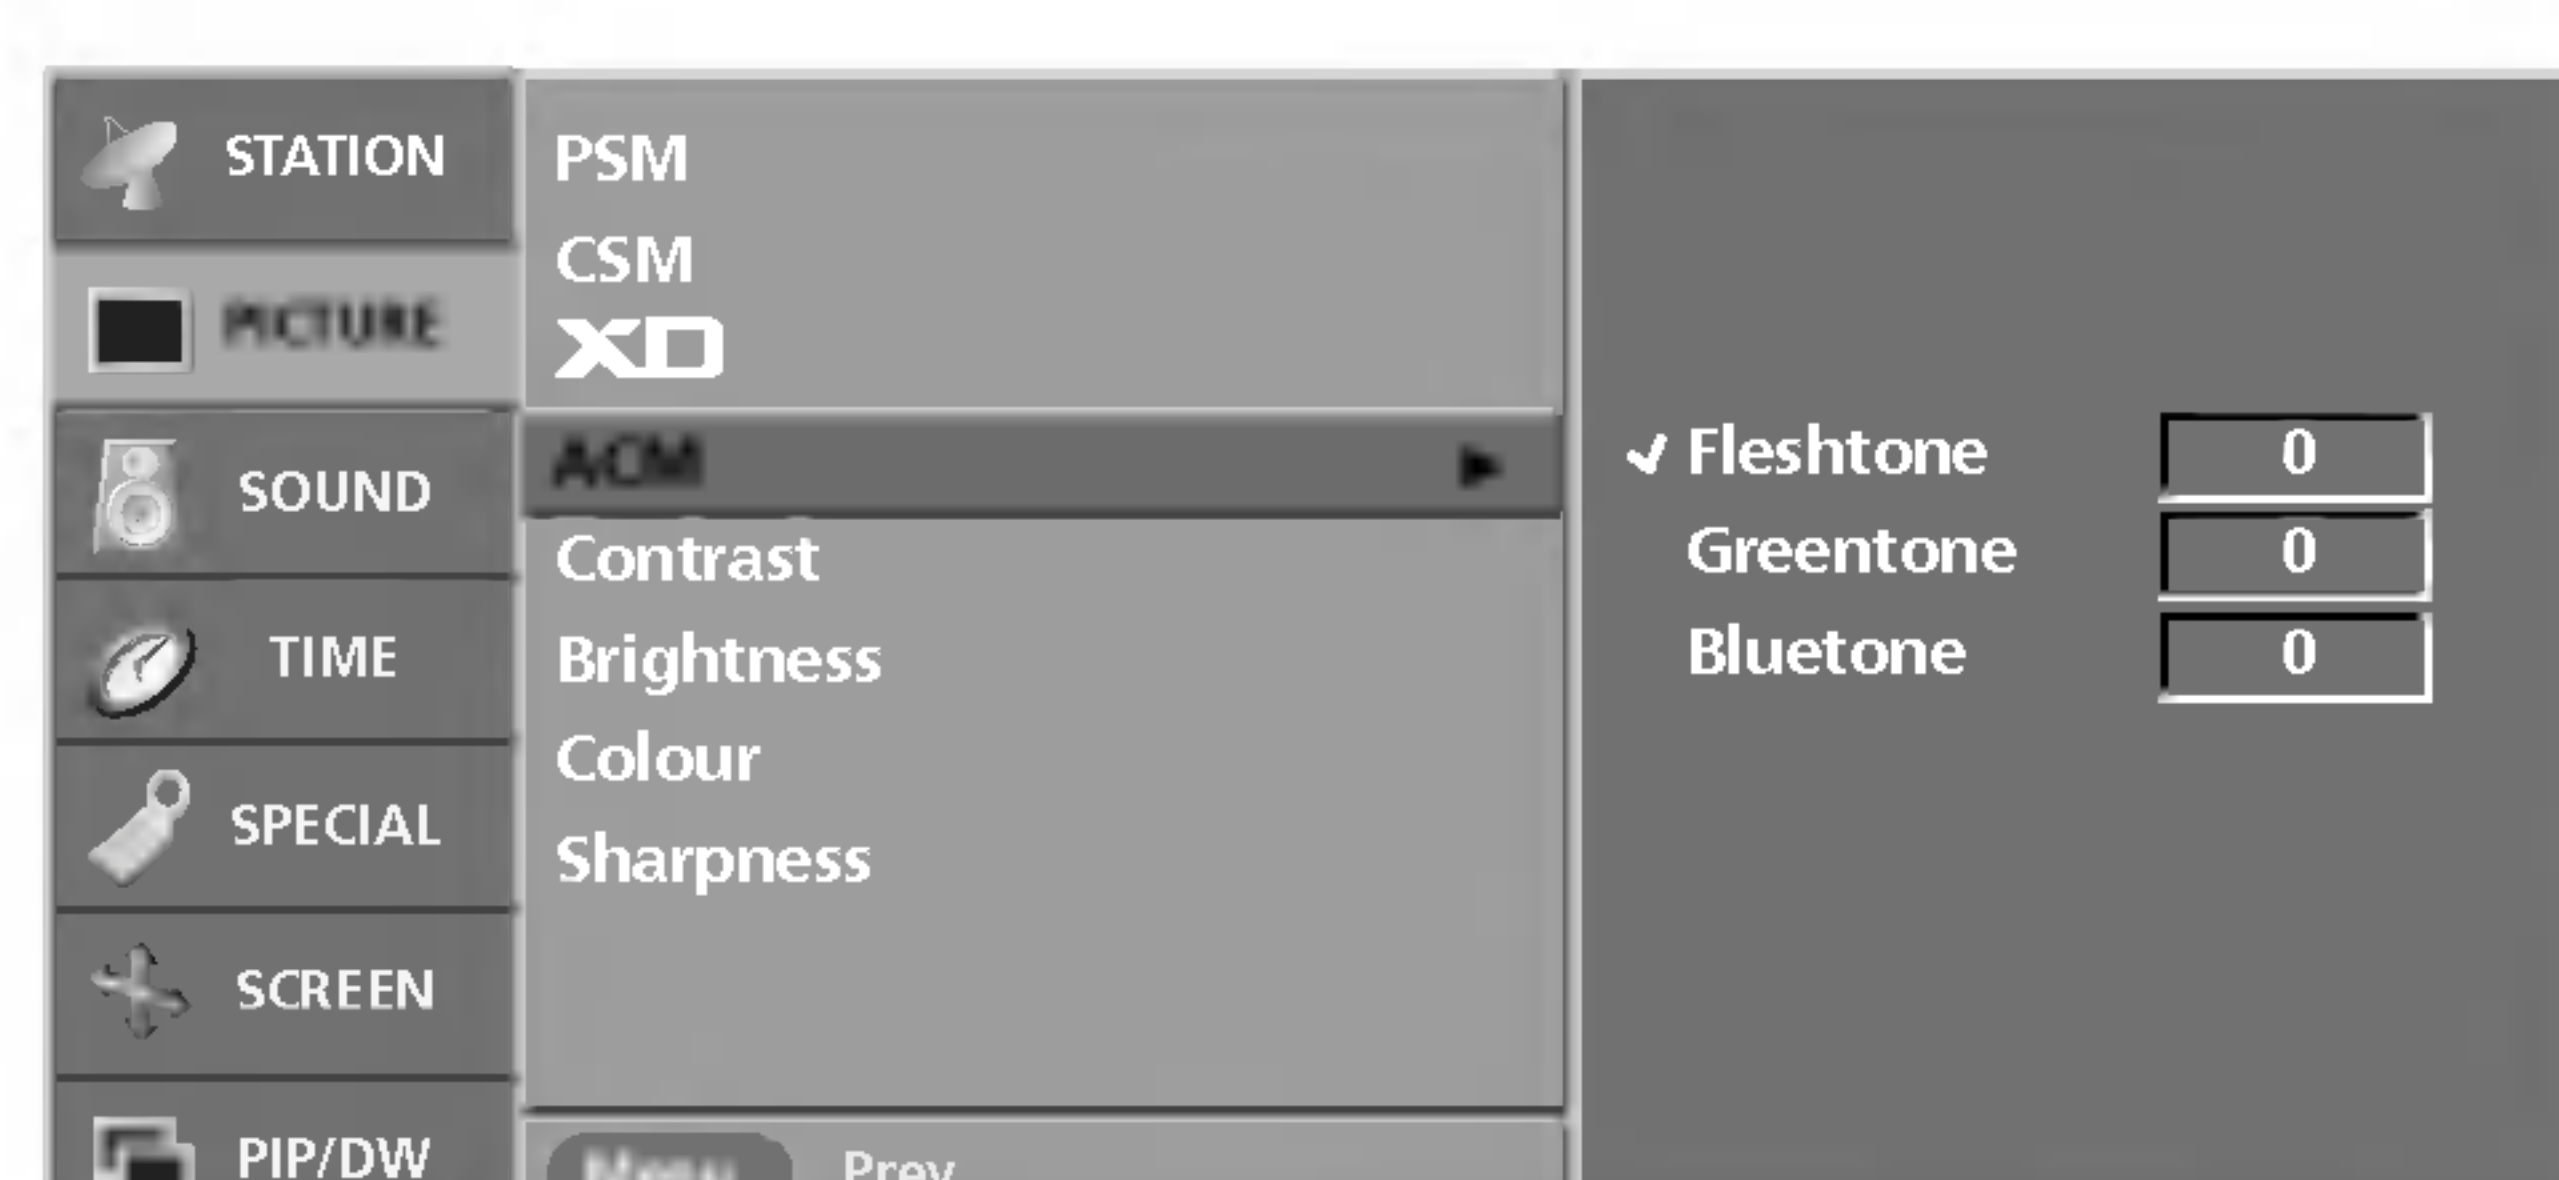 STATION
PICTURE
SOUND
TIME
SPECIAL
SCREEN
PIP/DW
PSM
CSM
XD
ACM
Contrast
Brightness
Colour
Sharpness
Menu Prev
Fleshtone 0
Greentone 0
Bluetone 0